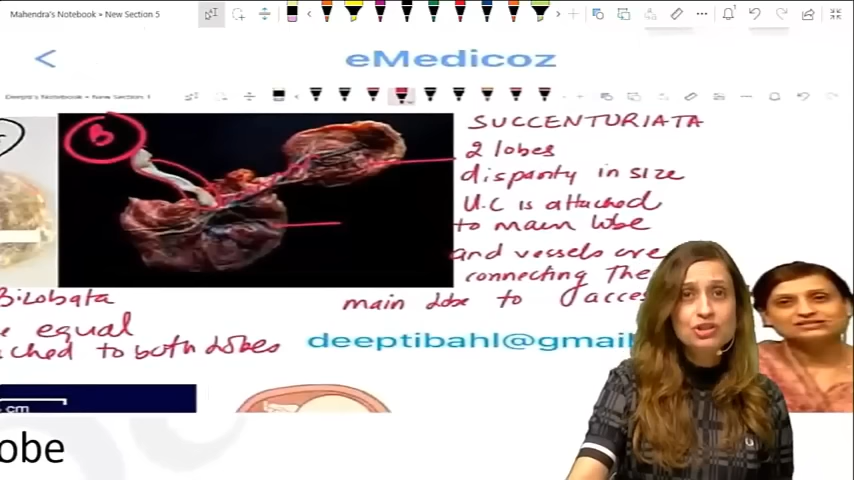 Mahendra's Notebook • New Section 5
eMedicoz
Deepti's Notebook • New Section 1
B
SUCCENTURIATA
2 lobes
disparity in size
U.C is attached
to main lobe
and vessels are
connecting The
main lobe to
Bilobata
equal
to both lobes
deeptibahl@gmail
cm
obe